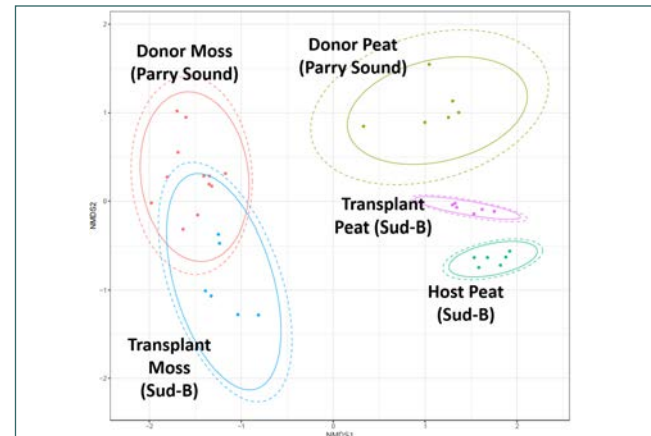 Donor Moss
(Parry Sound)
Donor Peat
(Parry Sound)
Transplant
Peat (Sud-B)
Host Peat
(Sud-B)
Transplant
Moss
(Sud-B)
NMDS2
2
1
0
-1
-2
-2
-1
0
1
2
NMDS1